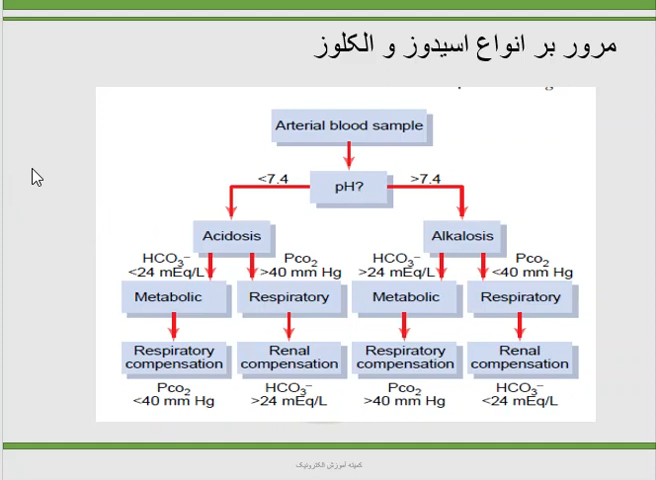 مرور بر انواع اسیدوز و الکلوز
Arterial blood sample
<7.4
pH?
>7.4
Acidosis
Alkalosis
HCO₃⁻
<24 mEq/L
Pco₂
>40 mm Hg
HCO₃⁻
>24 mEq/L
Pco₂
<40 mm Hg
Metabolic
Respiratory
Metabolic
Respiratory
Respiratory
compensation
Renal
compensation
Respiratory
compensation
Renal
compensation
Pco₂
<40 mm Hg
HCO₃⁻
>24 mEq/L
Pco₂
>40 mm Hg
HCO₃⁻
<24 mEq/L
کمیته آموزش الکترونیک